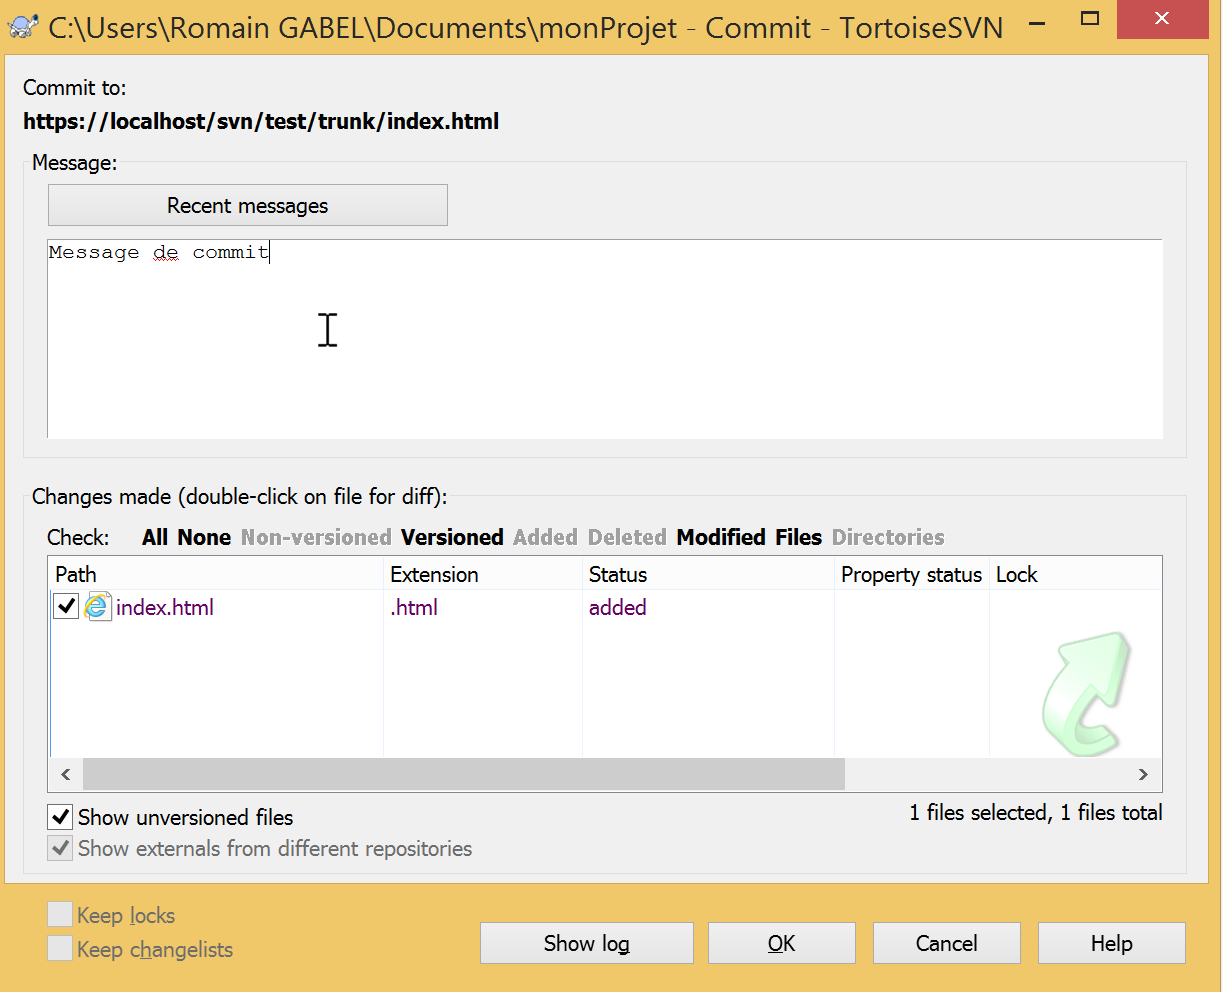 C:\Users\Romain GABEL\Documents\monProjet - Commit - TortoiseSVN
Commit to:
https://localhost/svn/test/trunk/index.html
Message:
Recent messages
Message de commit
Changes made (double-click on file for diff):
Check: All None Non-versioned Versioned Added Deleted Modified Files Directories
Path Extension Status Property status Lock
index.html .html added
Show unversioned files 1 files selected, 1 files total
Show externals from different repositories
Keep locks
Keep changelists
Show log OK Cancel Help